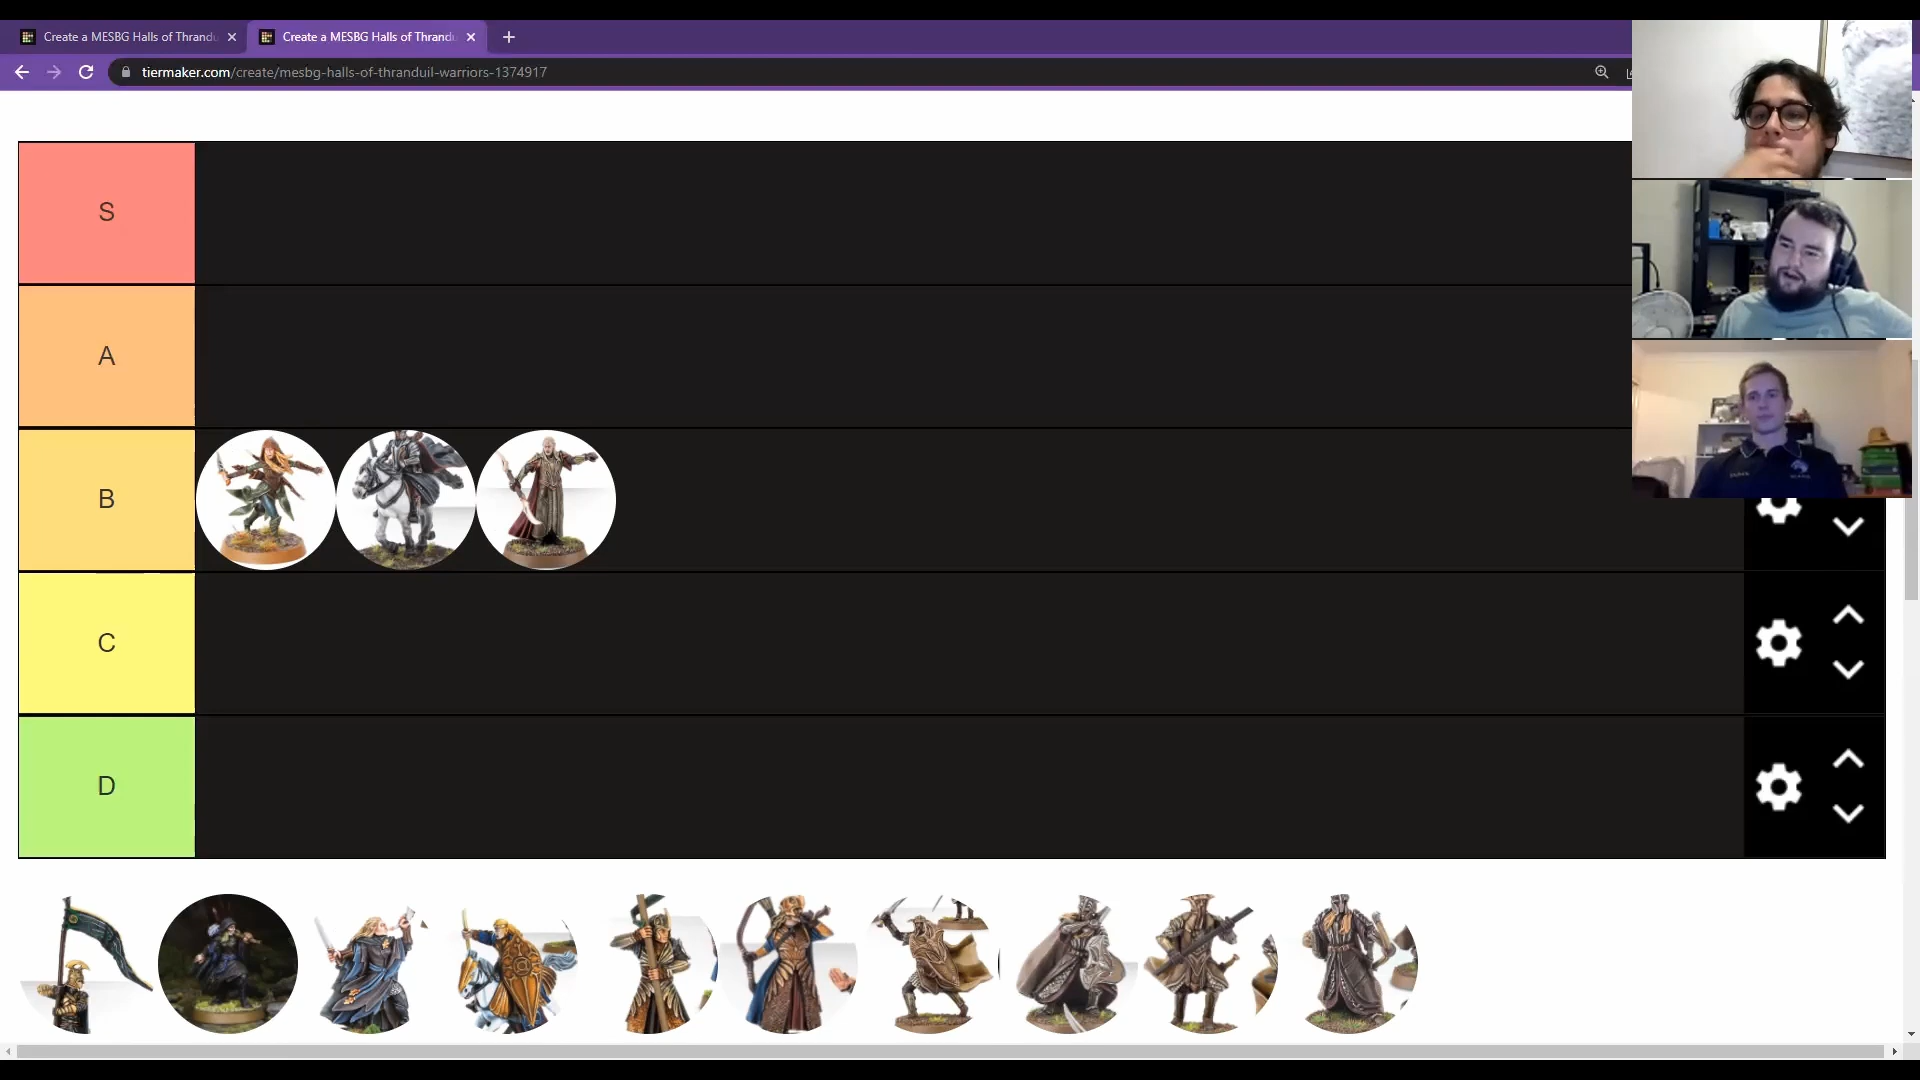 Create a MESBG Halls of Thrandu
Create a MESBG Halls of Thrandu
tiermaker.com/create/mesbg-halls-of-thranduil-warriors-1374917
S
A
B
C
D